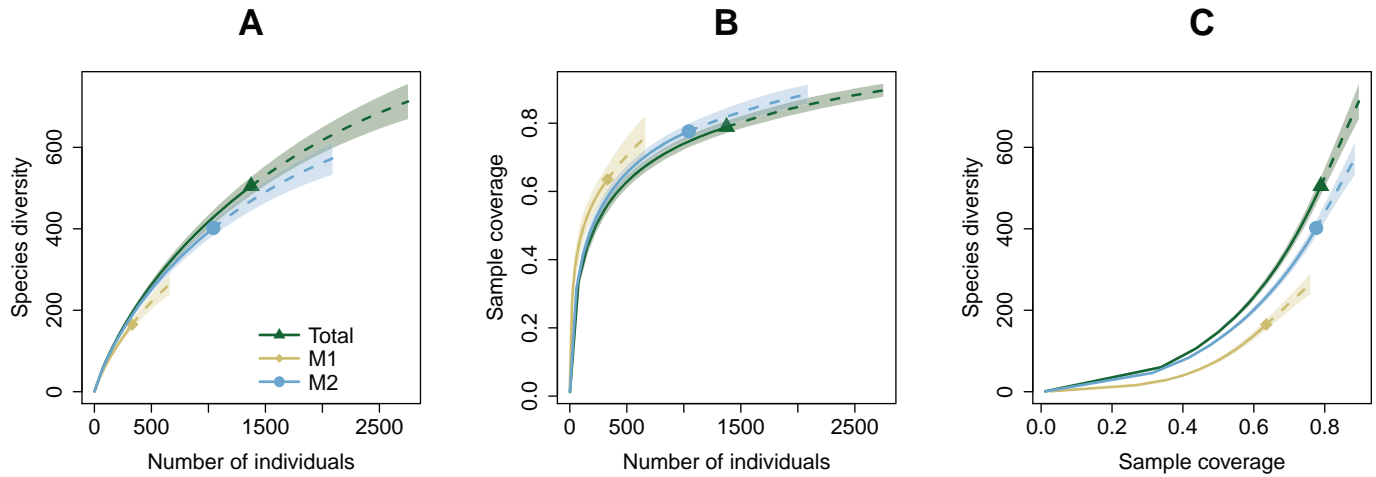 A
B
C
Species diversity
0 200 400 600
Total
M1
M2
0 500 1500 2500
Number of individuals
Sample coverage
0.0 0.2 0.4 0.6 0.8
0 500 1500 2500
Number of individuals
Species diversity
0 200 400 600
0.0 0.2 0.4 0.6 0.8
Sample coverage